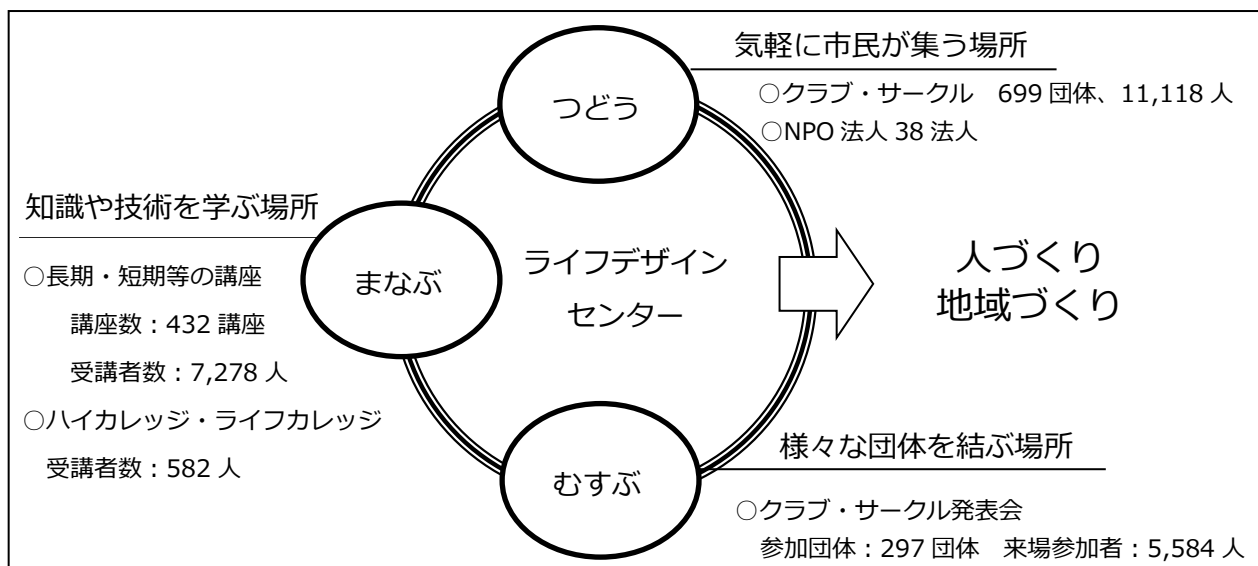 気軽に市民が集う場所
○クラブ・サークル 699 団体、11,118 人
○NPO 法人 38 法人
つどう
知識や技術を学ぶ場所
○長期・短期等の講座
講座数：432 講座
受講者数：7,278 人
○ハイカレッジ・ライフカレッジ
受講者数：582 人
まなぶ
ライフデザイン
センター
人づくり
地域づくり
むすぶ
様々な団体を結ぶ場所
○クラブ・サークル発表会
参加団体：297 団体 来場参加者：5,584 人